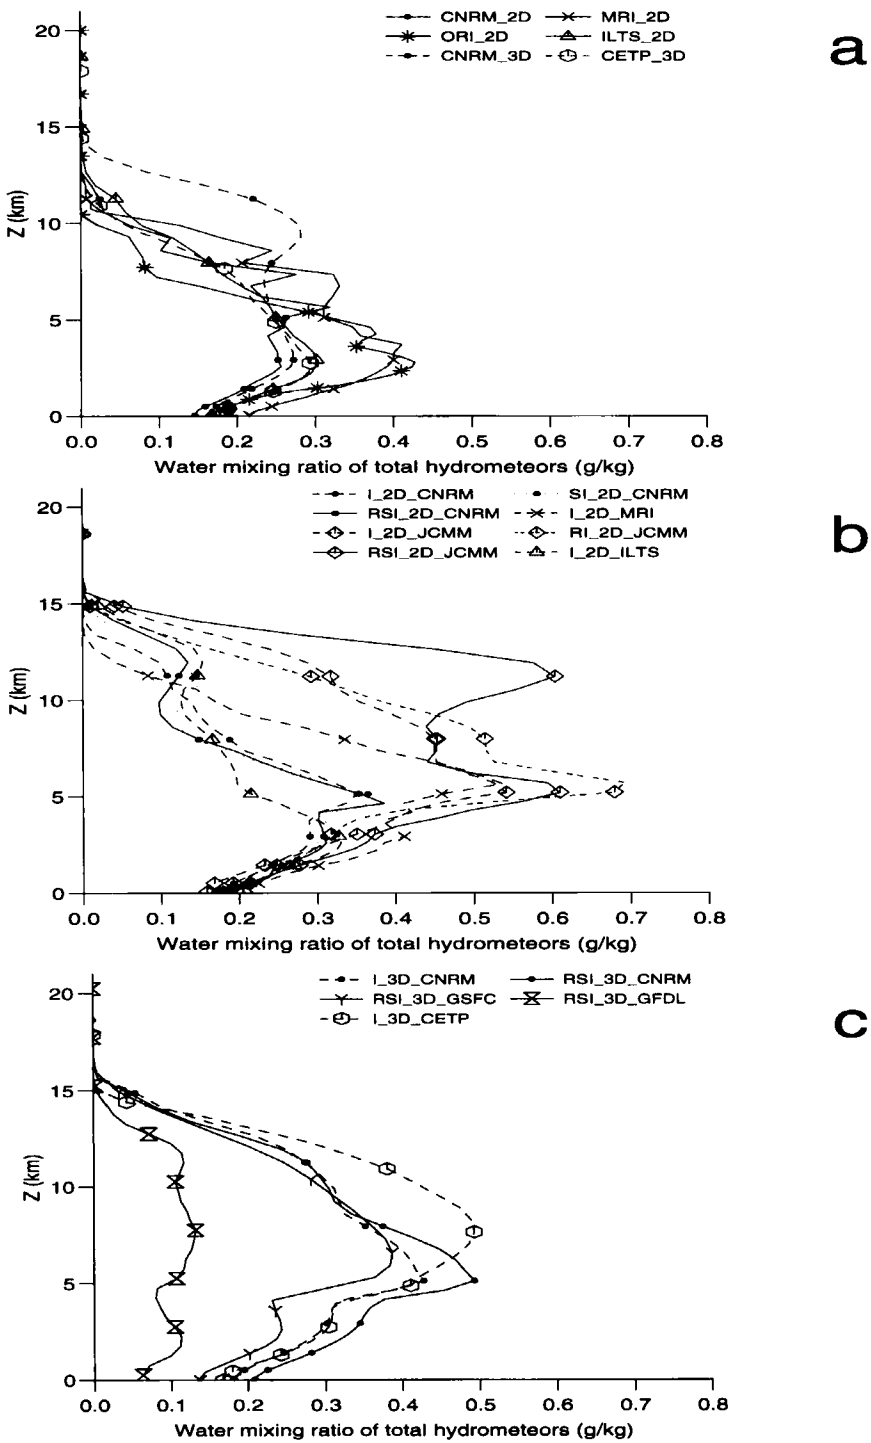 CNRM_2D MRI_2D
ORI_2D ILTS_2D
CNRM_3D CETP_3D
a
20
15
10
5
0
Z (km)
0.0 0.1 0.2 0.3 0.4 0.5 0.6 0.7 0.8
Water mixing ratio of total hydrometeors (g/kg)
I_2D_CNRM SI_2D_CNRM
RSI_2D_CNRM I_2D_MRI
I_2D_JCMM RI_2D_JCMM
RSI_2D_JCMM I_2D_ILTS
b
20
15
10
5
0
Z (km)
0.0 0.1 0.2 0.3 0.4 0.5 0.6 0.7 0.8
Water mixing ratio of total hydrometeors (g/kg)
I_3D_CNRM RSI_3D_CNRM
RSI_3D_GSFC RSI_3D_GFDL
I_3D_CETP
c
20
15
10
5
0
Z (km)
0.0 0.1 0.2 0.3 0.4 0.5 0.6 0.7 0.8
Water mixing ratio of total hydrometeors (g/kg)